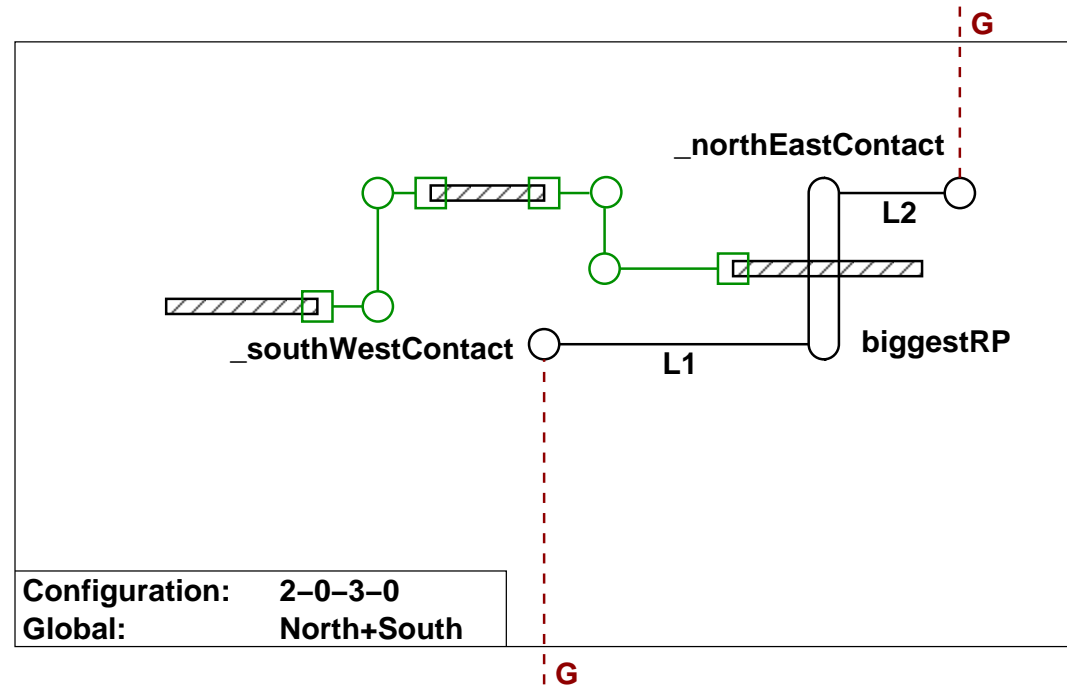 G
_northEastContact
L2
_southWestContact
L1
biggestRP
Configuration: 2–0–3–0
Global: North+South
G